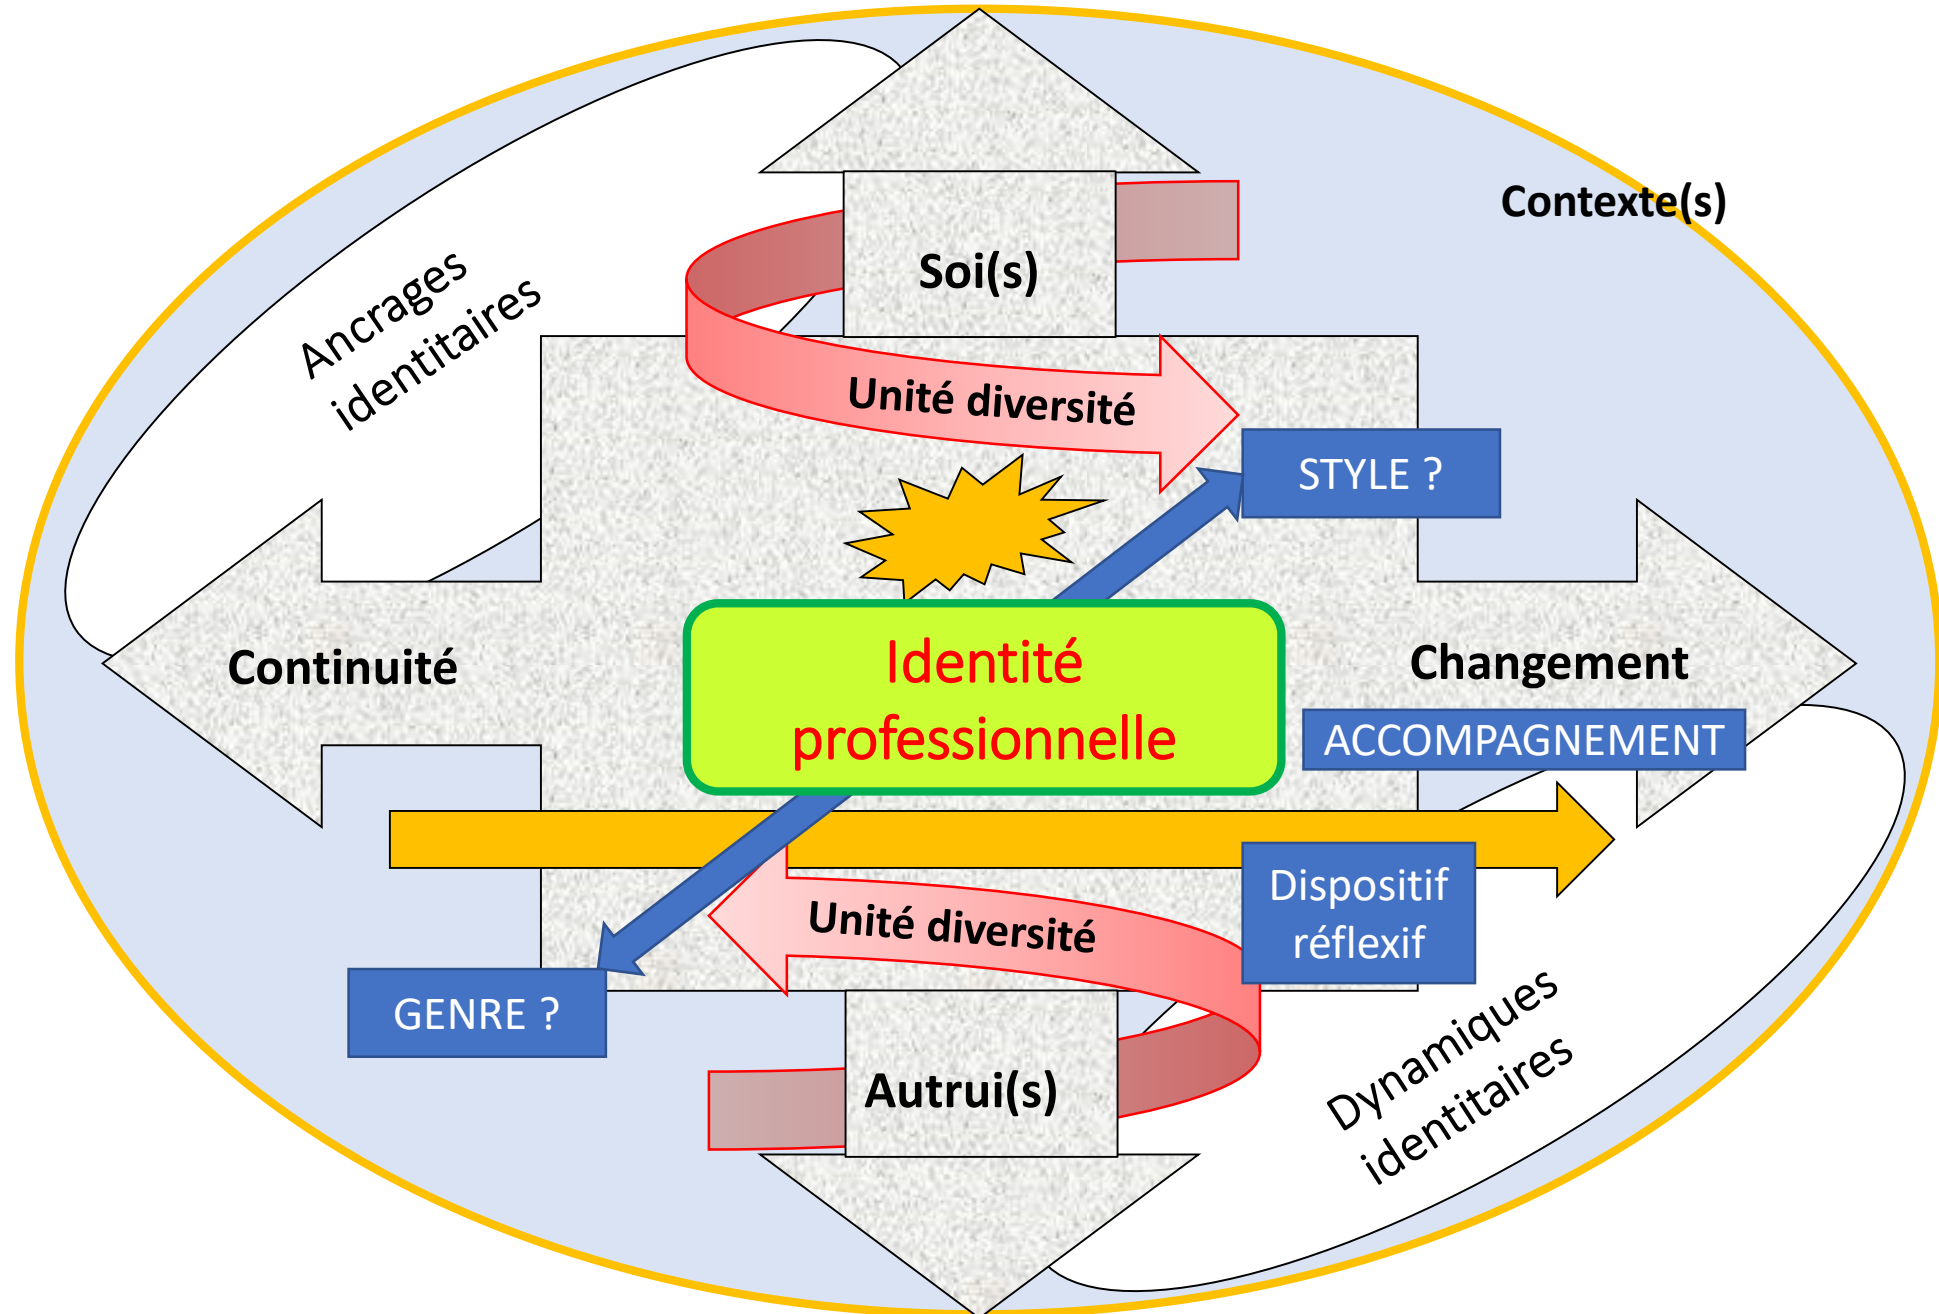 Contexte(s)
Soi(s)
Ancrages
identitaires
Unité diversité
STYLE ?
Identité
professionnelle
Continuité
Changement
ACCOMPAGNEMENT
Dispositif
réflexif
Unité diversité
GENRE ?
Autrui(s)
Dynamiques
identitaires